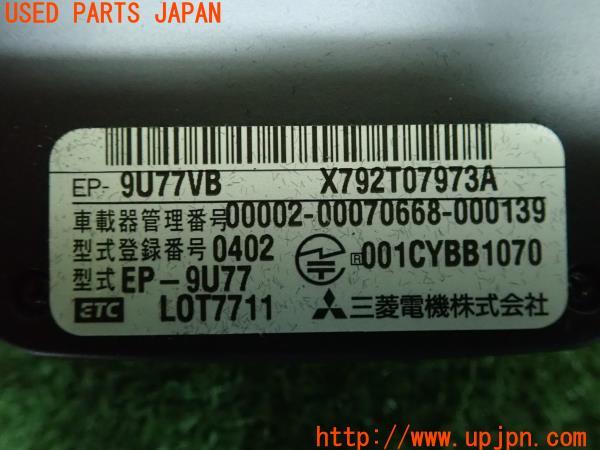 USED PARTS JAPAN
EP- 9U77VB X792T07973A
車載器管理番号00002-00070668-000139
型式登録番号0402 R 001CYBB1070
型式 EP-9U77
ETC LOT7711 三菱電機株式会社
http://www.upjpn.com